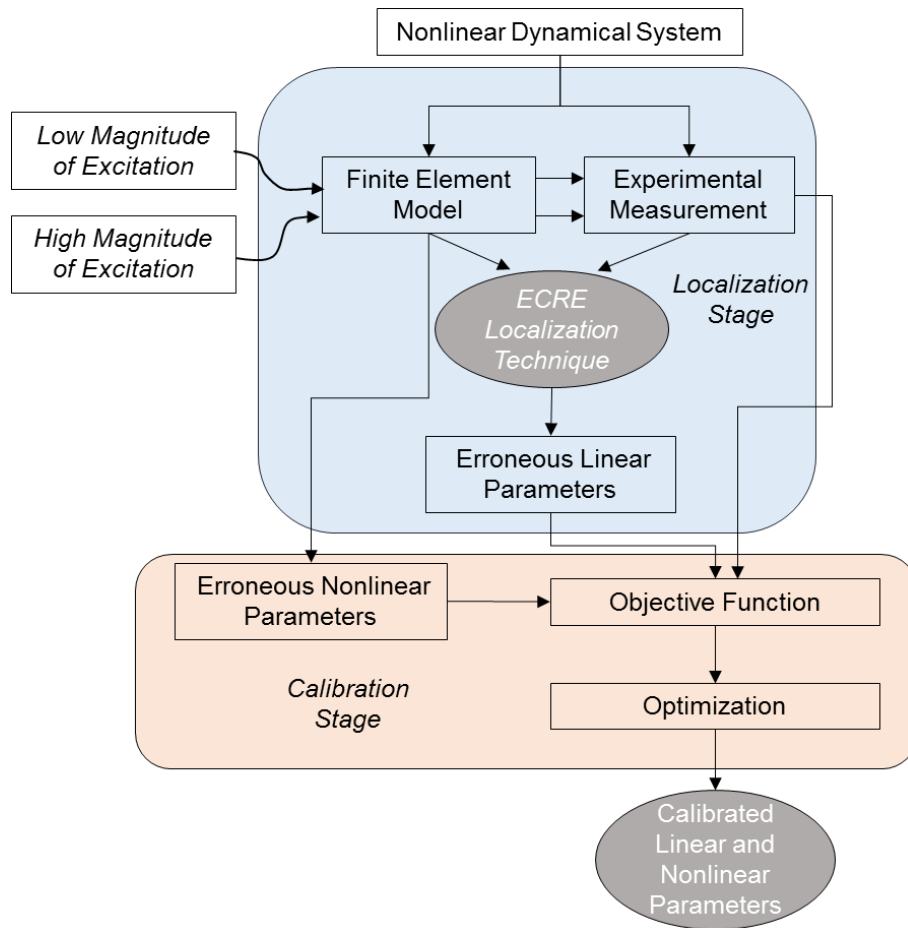 Nonlinear Dynamical System
Low Magnitude
of Excitation
High Magnitude
of Excitation
Finite Element
Model
Experimental
Measurement
ECRE
Localization
Technique
Localization
Stage
Erroneous Linear
Parameters
Erroneous Nonlinear
Parameters
Objective Function
Calibration
Stage
Optimization
Calibrated
Linear and
Nonlinear
Parameters